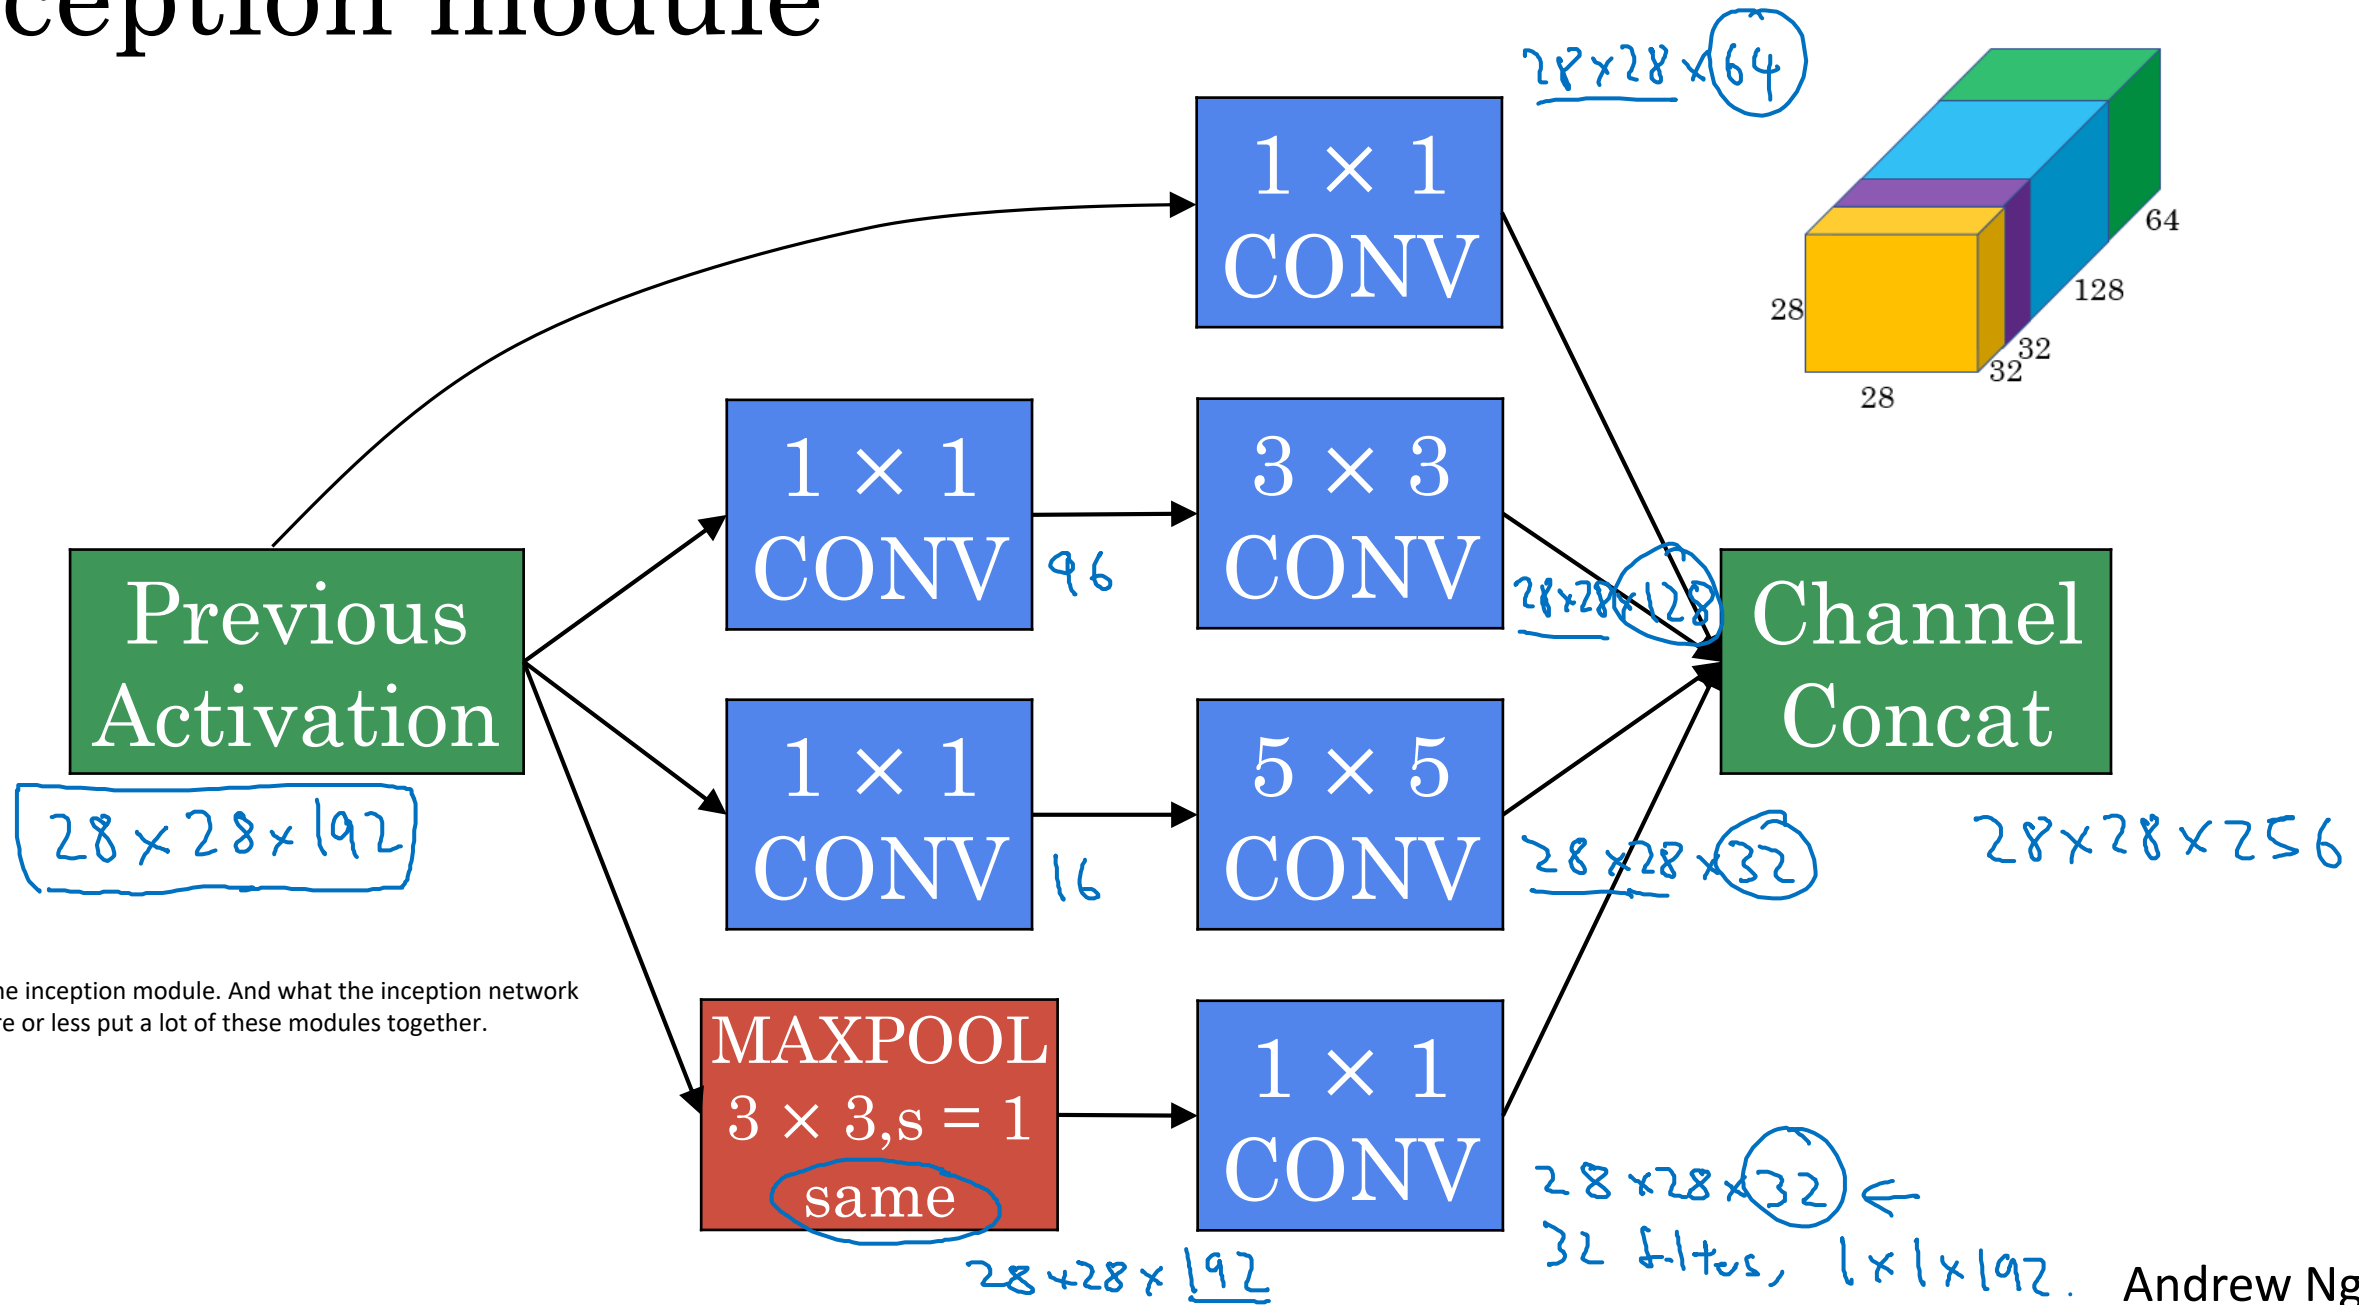 ception module
28×28×64
1 × 1
CONV
64
128
32
32
28
28
1 × 1
CONV
96
3 × 3
CONV
28×28×128
Previous
Activation
28×28×192
Channel
Concat
28×28×256
1 × 1
CONV
16
5 × 5
CONV
28×28×32
ne inception module. And what the inception network
re or less put a lot of these modules together.
MAXPOOL
3 × 3,s = 1
same
28×28×192
1 × 1
CONV
28×28×32 ←
32 filters, 1×1×192.
Andrew Ng